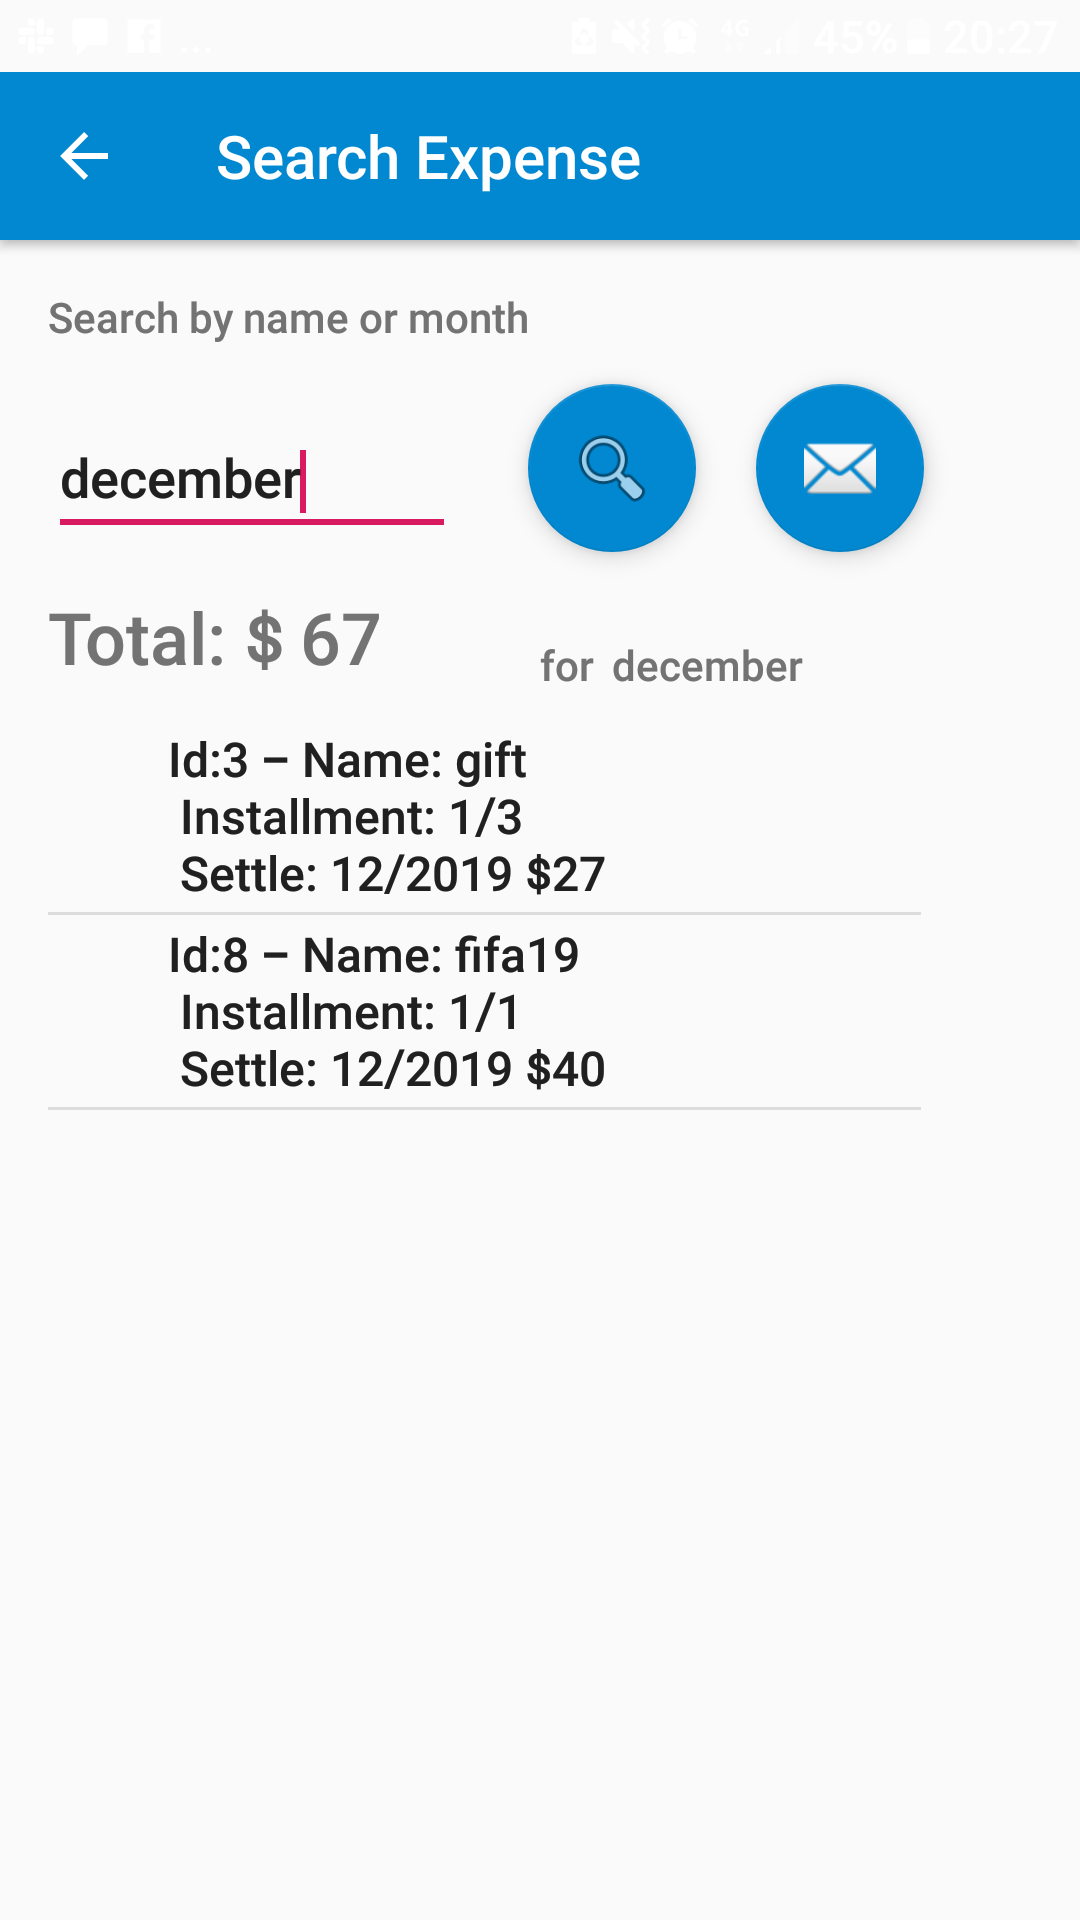 ... 4G 45% 20:27
Search Expense
Search by name or month
december
Total: $ 67
for december
Id:3 – Name: gift
Installment: 1/3
Settle: 12/2019 $27
Id:8 – Name: fifa19
Installment: 1/1
Settle: 12/2019 $40